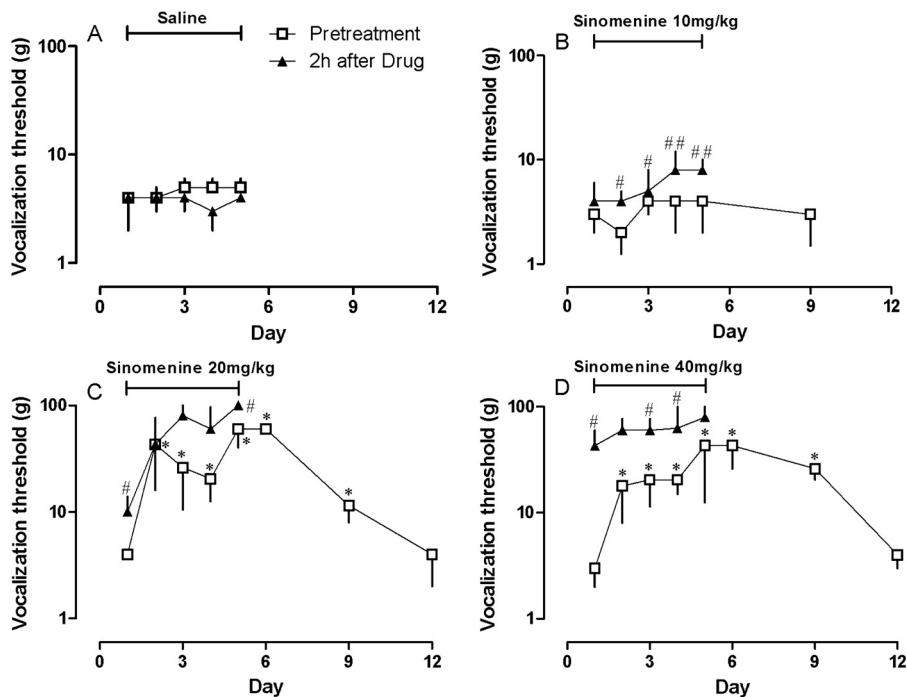 A
Saline
Pretreatment
2h after Drug
Vocalization threshold (g)
100
10
1
0 3 6 9 12
Day
B
Sinomenine 10mg/kg
Vocalization threshold (g)
100
10
1
# # ## ##
0 3 6 9 12
Day
C
Sinomenine 20mg/kg
Vocalization threshold (g)
100
10
1
# * * * * * * #
0 3 6 9 12
Day
D
Sinomenine 40mg/kg
Vocalization threshold (g)
100
10
1
# # #
* * * * * *
0 3 6 9 12
Day